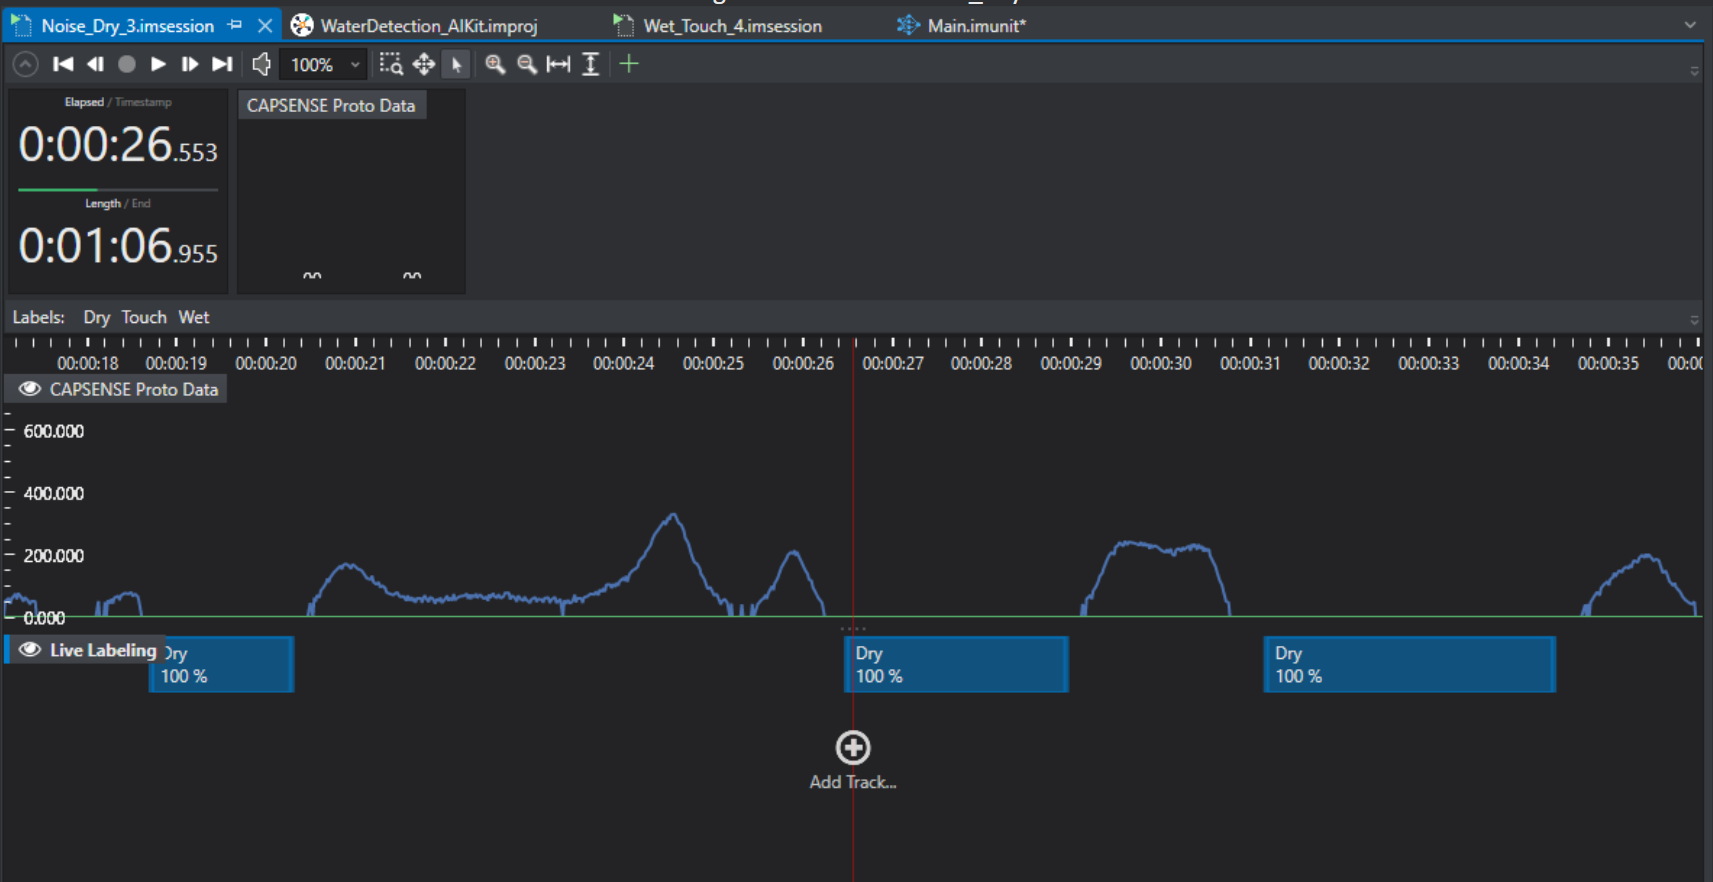 Noise_Dry_3.imsession
WaterDetection_AIKit.improj
Wet_Touch_4.imsession
Main.imunit*
100%
Elapsed / Timestamp
0:00:26.553
Length / End
0:01:06.955
CAPSENSE Proto Data
Labels: Dry Touch Wet
00:00:18 00:00:19 00:00:20 00:00:21 00:00:22 00:00:23 00:00:24 00:00:25 00:00:26 00:00:27 00:00:28 00:00:29 00:00:30 00:00:31 00:00:32 00:00:33 00:00:34 00:00:35 00:00
CAPSENSE Proto Data
600.000
400.000
200.000
0.000
Live Labeling
Dry
100 %
Dry
100 %
Dry
100 %
Add Track...